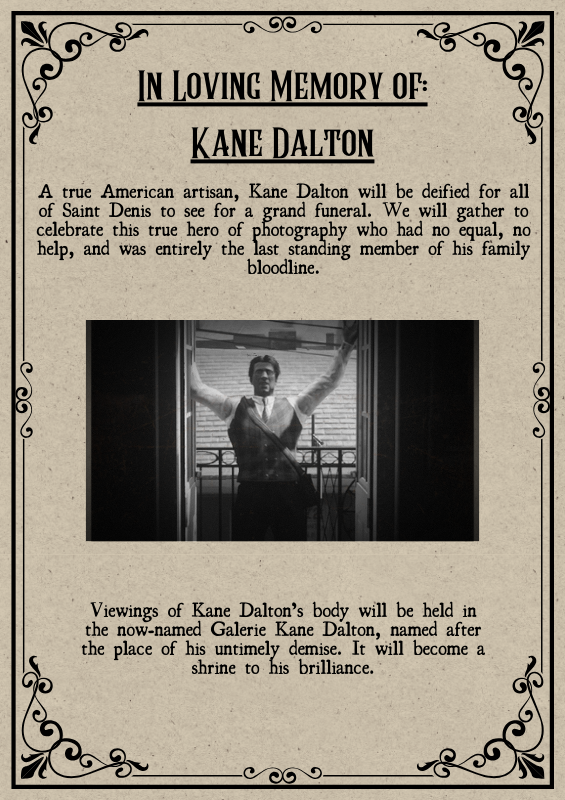 In Loving Memory of:
Kane Dalton
A true American artisan, Kane Dalton will be deified for all
of Saint Denis to see for a grand funeral. We will gather to
celebrate this true hero of photography who had no equal, no
help, and was entirely the last standing member of his family
bloodline.
Viewings of Kane Dalton's body will be held in
the now-named Galerie Kane Dalton, named after
the place of his untimely demise. It will become a
shrine to his brilliance.